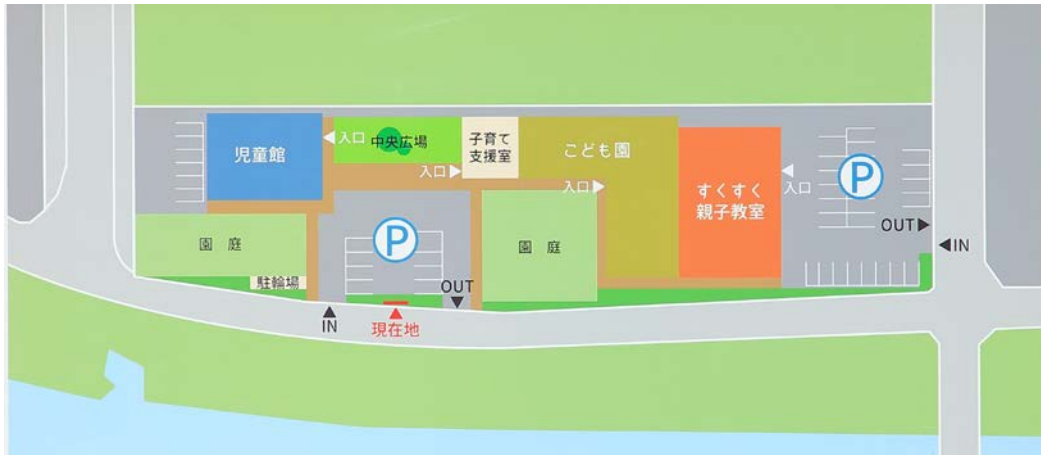 児童館
入口
中央広場
子育て
支援室
入口
こども園
入口
すくすく
親子教室
入口
P
OUT
IN
園庭
駐輪場
P
園庭
OUT
IN
現在地